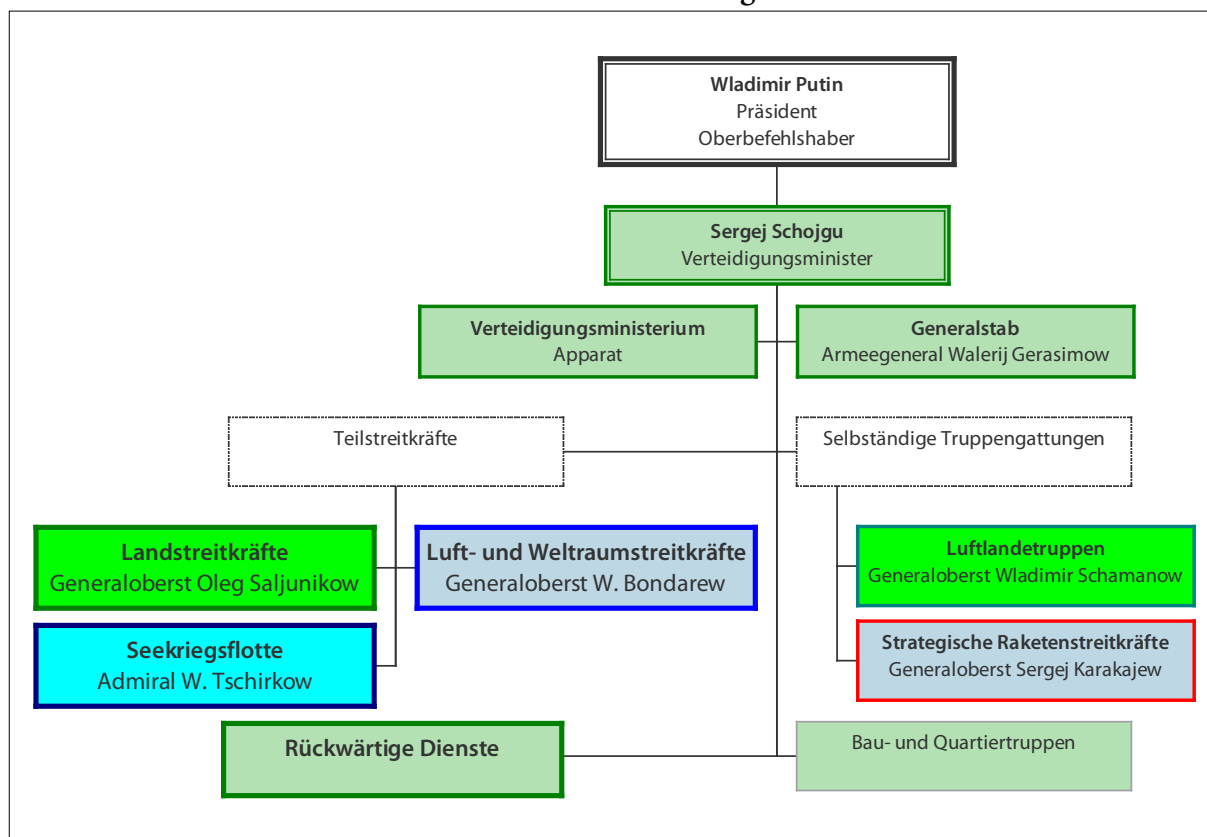 Wladimir Putin
Präsident
Oberbefehlshaber
Sergej Schojgu
Verteidigungsminister
Verteidigungsministerium
Apparat
Generalstab
Armeegeneral Walerij Gerasimow
Teilstreitkräfte
Selbständige Truppengattungen
Landstreitkräfte
Generaloberst Oleg Saljunikow
Luft- und Weltraumstreitkräfte
Generaloberst W. Bondarew
Luftlandetruppen
Generaloberst Wladimir Schamanow
Seekriegsflotte
Admiral W. Tschirkow
Strategische Raketenstreitkräfte
Generaloberst Sergej Karakajew
Rückwärtige Dienste
Bau- und Quartiertruppen